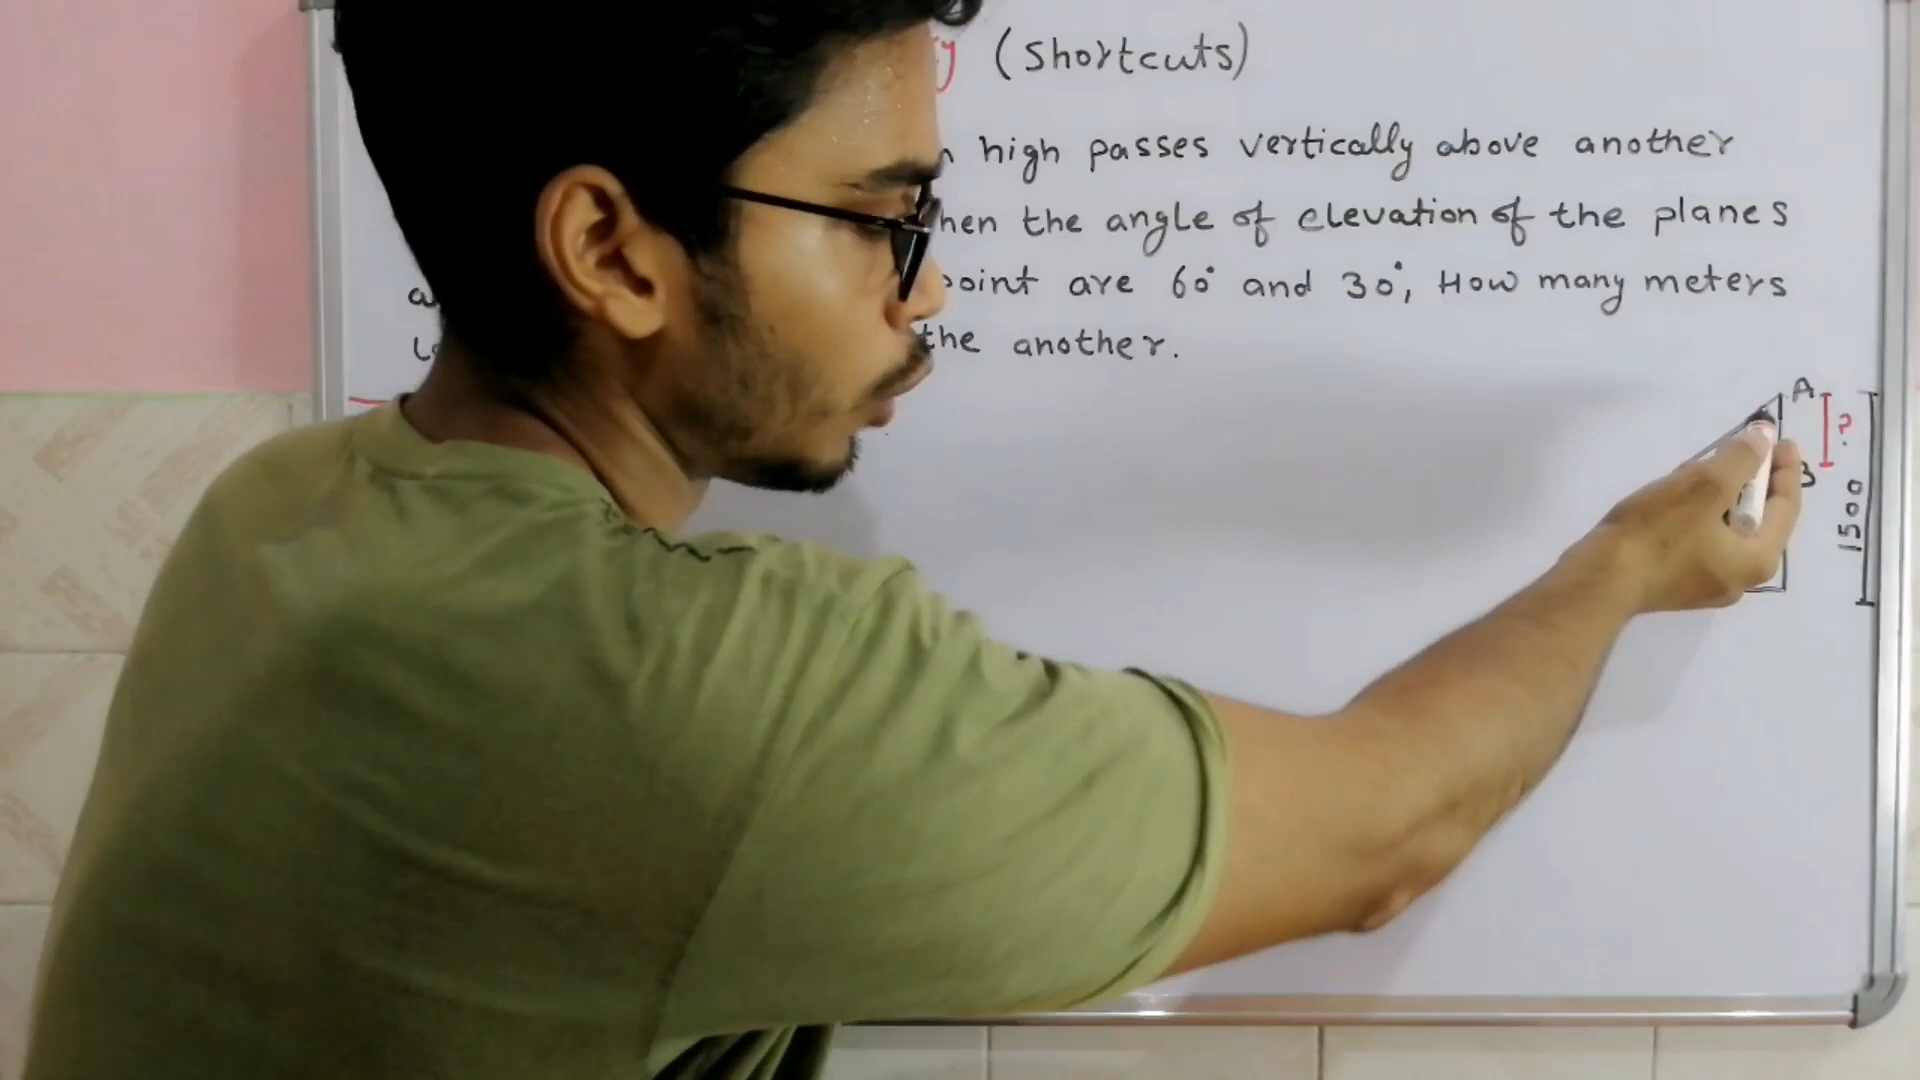 (Shortcuts)
high passes vertically above another
the angle of elevation of the planes
point are 60° and 30°, How many meters
the another.
A
?
B
1500